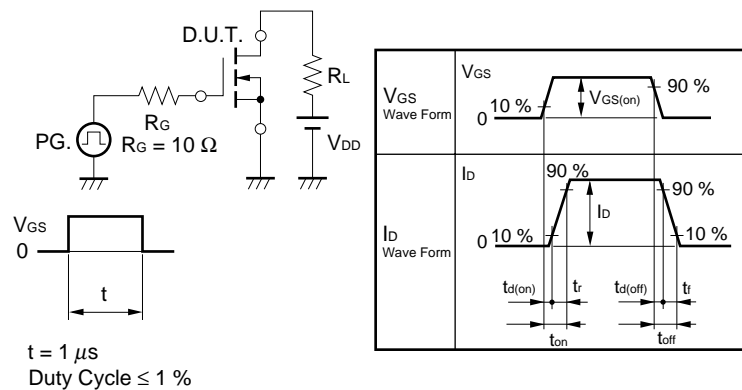 D.U.T.
RL
RG
RG = 10 Ω
PG.
VDD
VGS
0
t
t = 1 µs
Duty Cycle ≤ 1 %
VGS
Wave Form
VGS
10 %
0
VGS(on)
90 %
ID
Wave Form
ID
90 %
0
10 %
ID
90 %
10 %
td(on)
tr
td(off)
tf
ton
toff